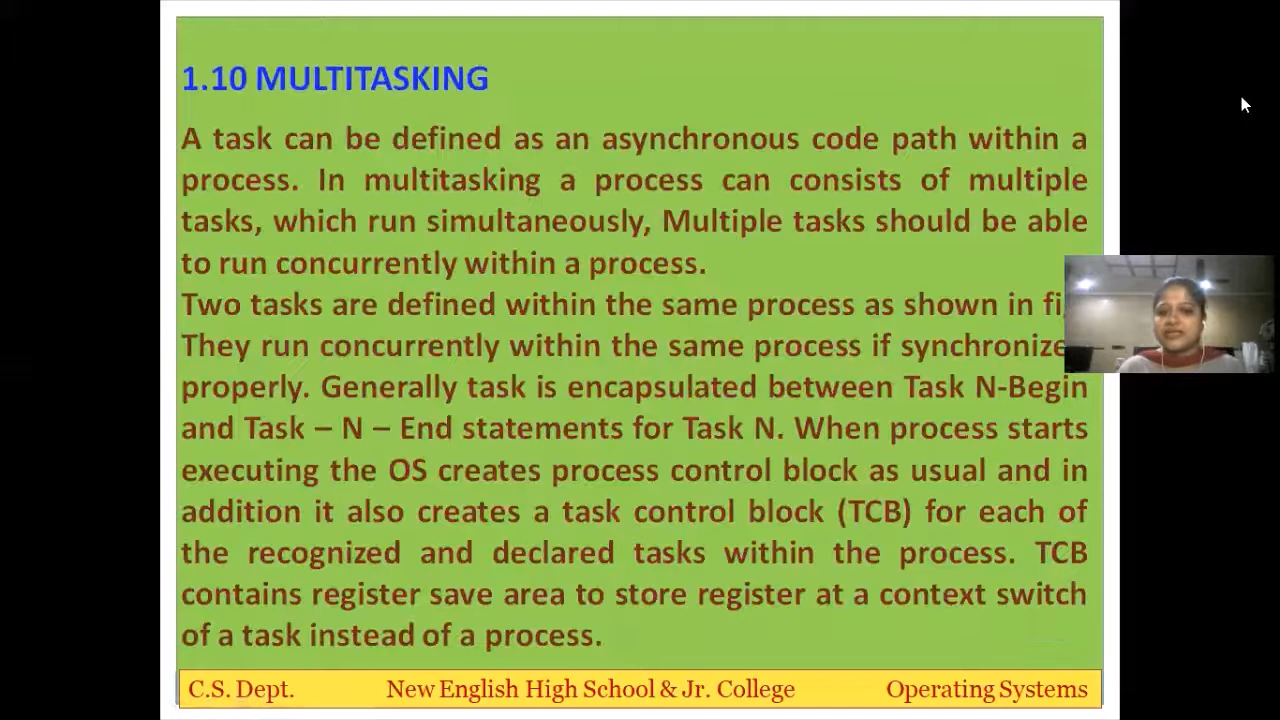 1.10 MULTITASKING
A task can be defined as an asynchronous code path within a
process. In multitasking a process can consists of multiple
tasks, which run simultaneously, Multiple tasks should be able
to run concurrently within a process.
Two tasks are defined within the same process as shown in
They run concurrently within the same process if
properly. Generally task is encapsulated between Task N-Begin
and Task – N – End statements for Task N. When process starts
executing the OS creates process control block as usual and in
addition it also creates a task control block (TCB) for each of
the recognized and declared tasks within the process. TCB
contains register save area to store register at a context switch
of a task instead of a process.
C.S. Dept. New English High School & Jr. College Operating Systems